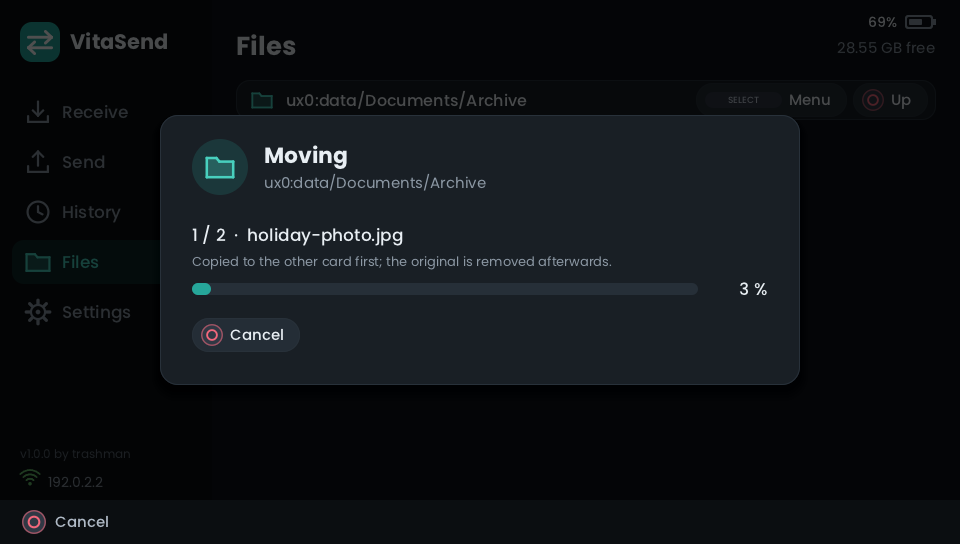 VitaSend
Receive
Send
History
Files
Settings
v1.0.0 by trashman
192.0.2.2
Files
69%
28.55 GB free
ux0:data/Documents/Archive
SELECT Menu
Up
Moving
ux0:data/Documents/Archive
1 / 2 · holiday-photo.jpg
Copied to the other card first; the original is removed afterwards.
3 %
Cancel
Cancel